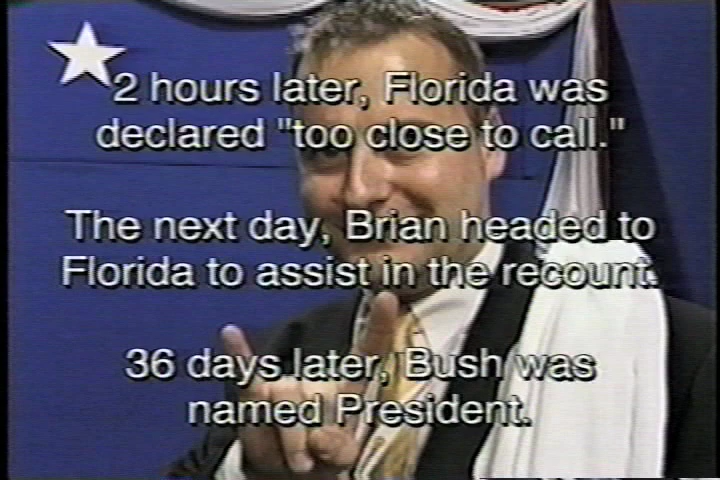 2 hours later, Florida was
declared "too close to call."
The next day, Brian headed to
Florida to assist in the recount.
36 days later, Bush was
named President.